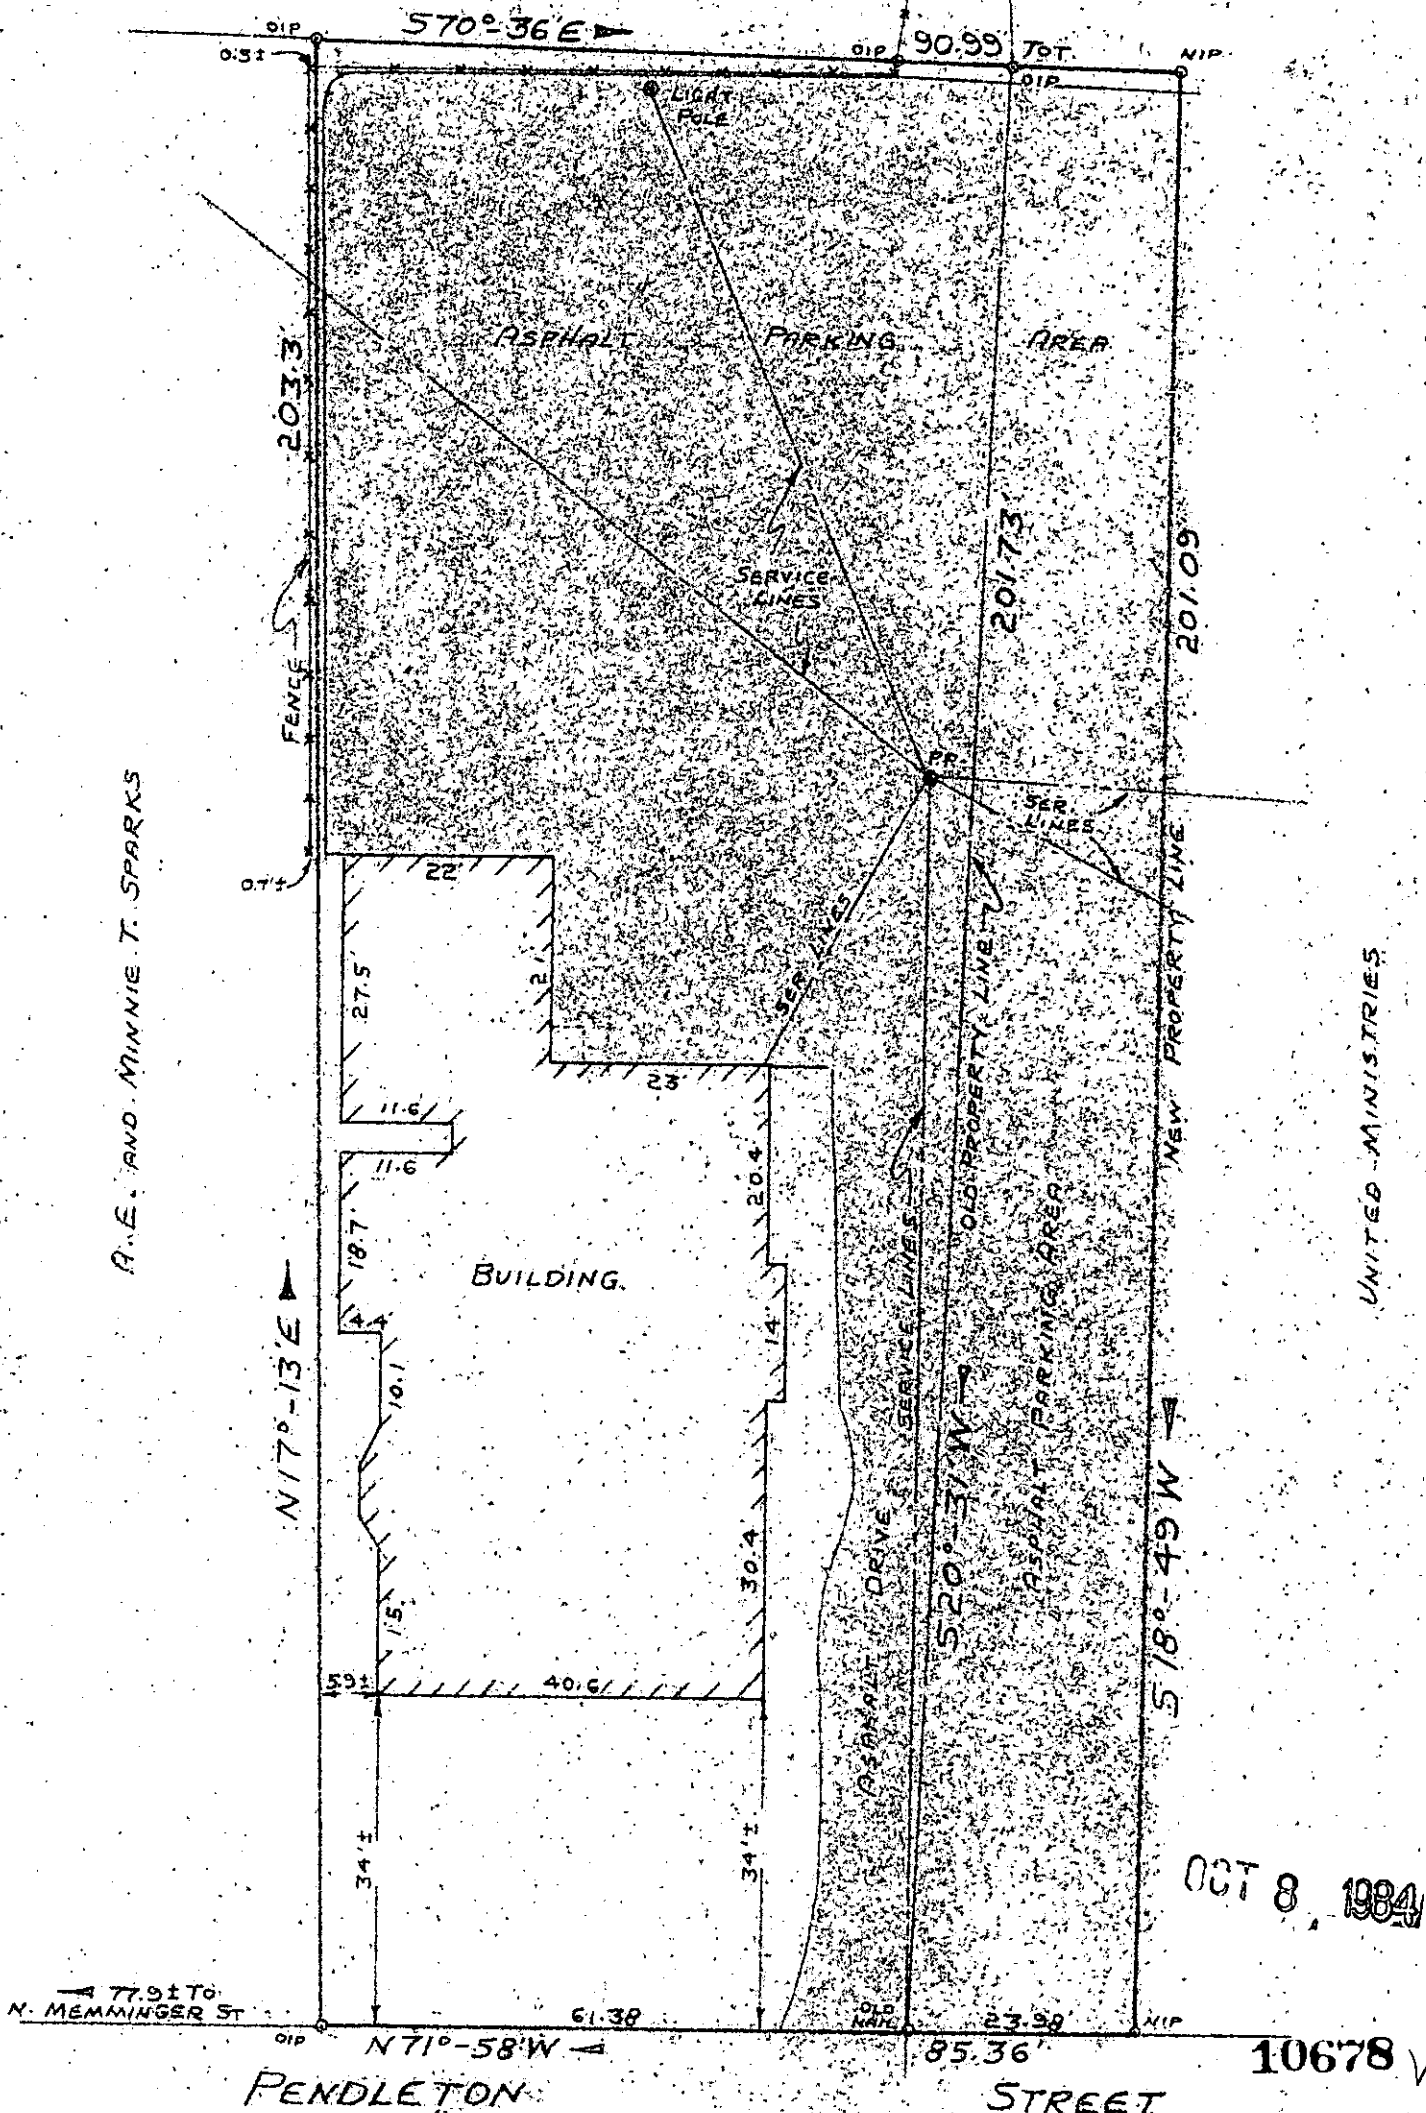 S70°-36'E
OIP
OIP
90.99 TOT.
NIP
OIP
0.5±
LIGHT
POLE
ASPHALT PARKING AREA
203.3'
201.73'
201.09
SERVICE
LINES
FENCE
P.P.
SER.
LINES
0.7'±
22'
27.5'
21'
SER. LINES
OLD PROPERTY LINE
NEW PROPERTY LINE
A.E. AND MINNIE T. SPARKS
UNITED MINISTRIES
23'
11.6
11.6
20.4
18.7'
BUILDING
4.4
14
10.1
SERVICE LINES
N17°-13'E
S20°-31'W
ASPHALT PARKING AREA
S18°-49'W
30.4
15.
ASPHALT DRIVE
5.9±
40.6
34'±
34'±
OCT 8 1984
77.9± TO
N. MEMMINGER ST
61.38
OLD
NAIL
23.98
NIP
OIP
N71°-58'W
85.36'
10678
PENDLETON STREET